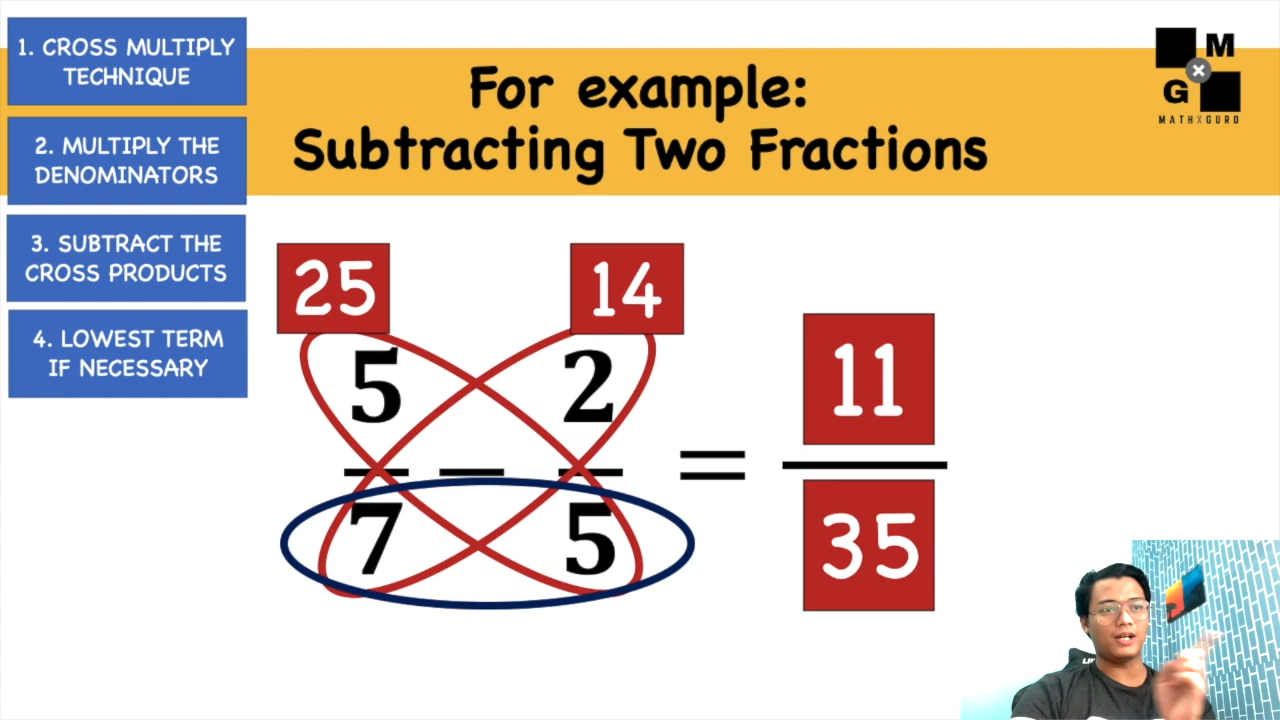 1. CROSS MULTIPLY
TECHNIQUE
2. MULTIPLY THE
DENOMINATORS
3. SUBTRACT THE
CROSS PRODUCTS
4. LOWEST TERM
IF NECESSARY
For example:
Subtracting Two Fractions
M
×
G
MATHXGURO
25 14
5 2
— — — = —
7 5
11
35